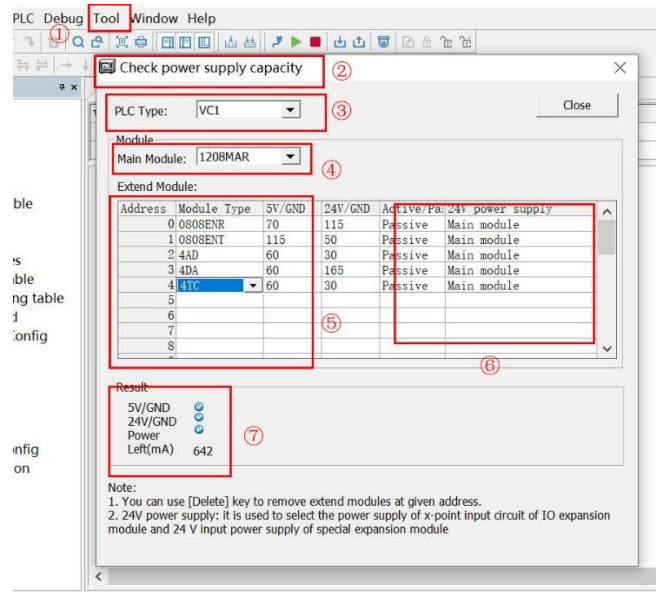 PLC Debug Tool Window Help
①
Check power supply capacity ②
PLC Type: VC1 ③ Close
Module
Main Module: 1208MAR ④
Extend Module:
Address Module Type 5V/GND 24V/GND Active/Pa: 24V power supply
0 0808ENR 70 115 Passive Main module
1 0808ENT 115 50 Passive Main module
2 4AD 60 30 Passive Main module
3 4DA 60 165 Passive Main module
4 4TC 60 30 Passive Main module
5
6
7
8
⑤
⑥
Result
5V/GND
24V/GND
Power
Left(mA) 642
⑦
Note:
1. You can use [Delete] key to remove extend modules at given address.
2. 24V power supply: it is used to select the power supply of x-point input circuit of IO expansion
module and 24 V input power supply of special expansion module
ble
es
able
ng table
d
Config
nfig
on